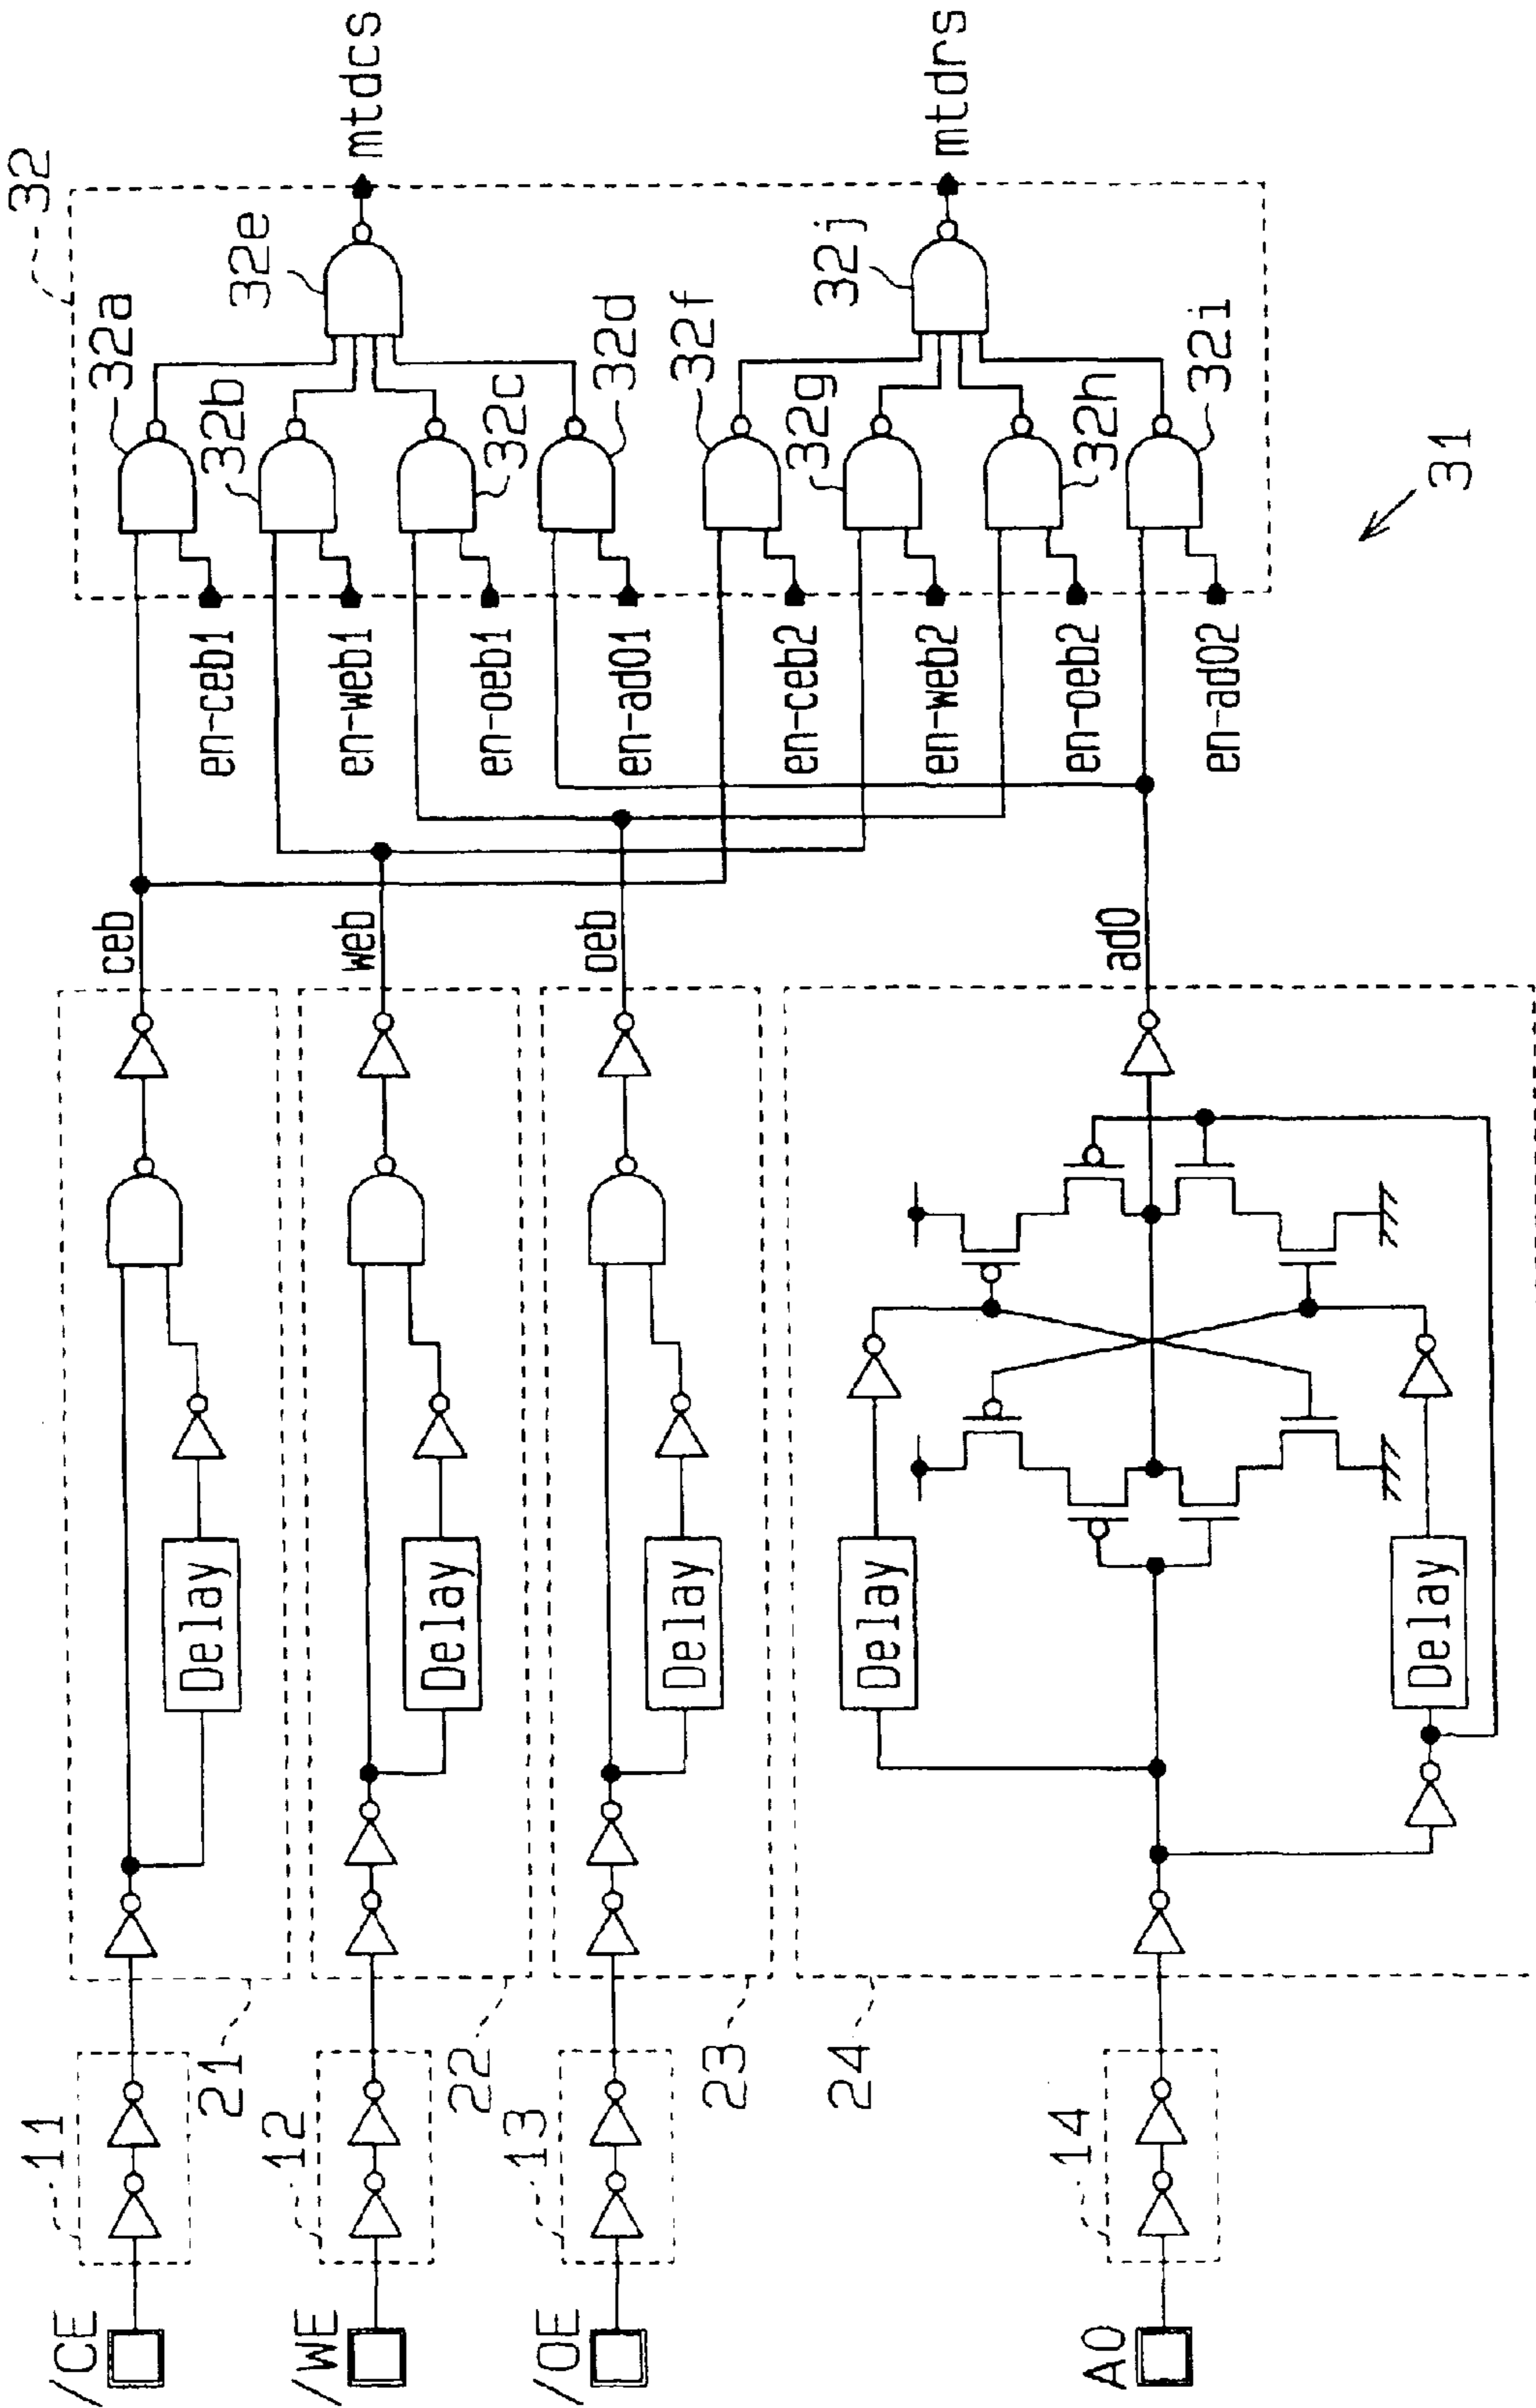 /CE
11
21
Delay
ceb
/WE
12
22
Delay
web
/OE
13
23
Delay
oeb
A0
14
24
Delay
Delay
ad0
32
32a
en-ceb1
32b
en-web1
32c
en-oeb1
32d
en-ad01
32e
mtdcs
32f
en-ceb2
32g
en-web2
32h
en-oeb2
32i
en-ad02
32j
mtdrs
31